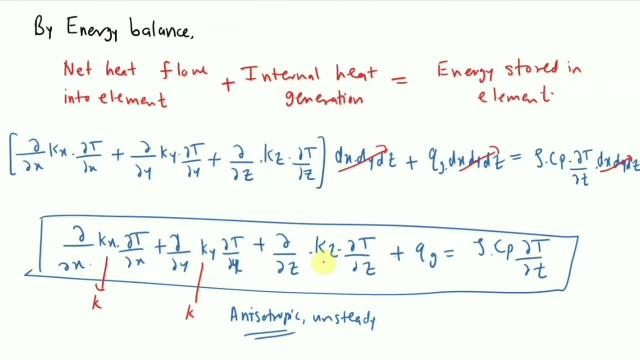 By Energy balance,
Net heat flow into element + Internal heat generation = Energy stored in element.
[∂/∂x kx·∂T/∂x + ∂/∂y ky·∂T/∂y + ∂/∂z·kz·∂T/∂z] dx·dy·dz + qg·dx·dy·dz = ρ·Cp·∂T/∂t·dx·dy·dz
∂/∂x·kx·∂T/∂x + ∂/∂y ky ∂T/∂y + ∂/∂z·kz·∂T/∂z + qg = ρ·Cp ∂T/∂t
k k
Anisotropic, unsteady